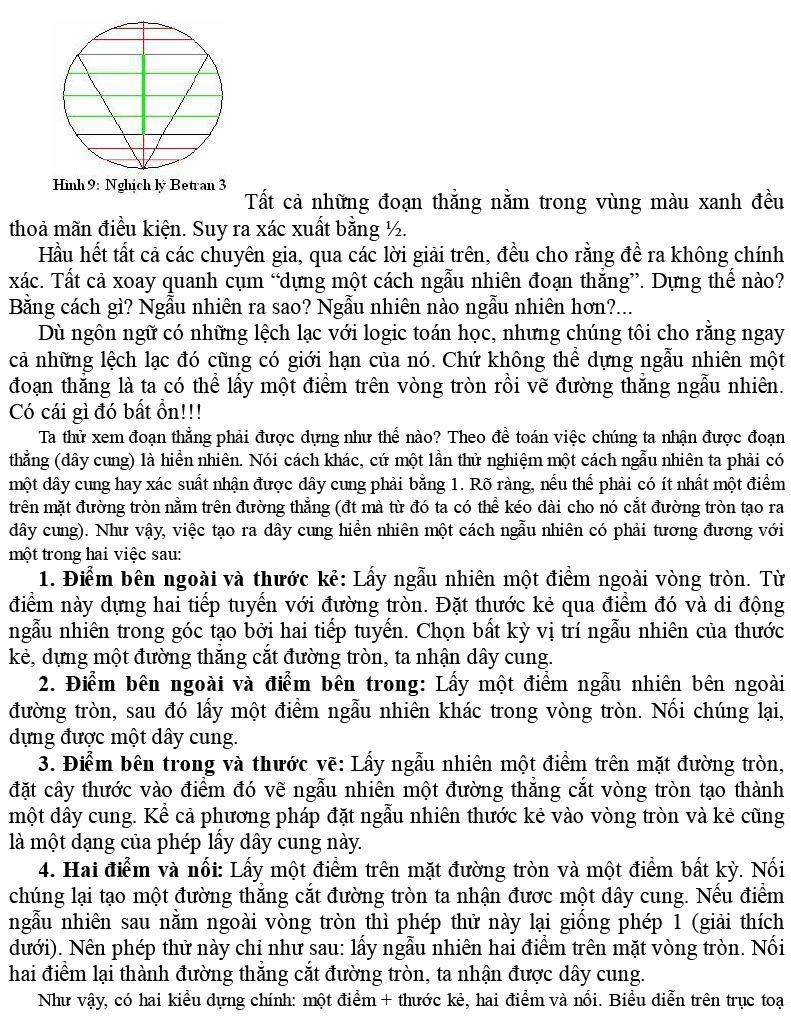 Hình 9: Nghịch lý Betran 3
Tất cả những đoạn thẳng nằm trong vùng màu xanh đều
thoả mãn điều kiện. Suy ra xác xuất bằng ½.
Hầu hết tất cả các chuyên gia, qua các lời giải trên, đều cho rằng đề ra không chính
xác. Tất cả xoay quanh cụm “dựng một cách ngẫu nhiên đoạn thẳng”. Dựng thế nào?
Bằng cách gì? Ngẫu nhiên ra sao? Ngẫu nhiên nào ngẫu nhiên hơn?...
Dù ngôn ngữ có những lệch lạc với logic toán học, nhưng chúng tôi cho rằng ngay
cả những lệch lạc đó cũng có giới hạn của nó. Chứ không thể dựng ngẫu nhiên một
đoạn thẳng là ta có thể lấy một điểm trên vòng tròn rồi vẽ đường thẳng ngẫu nhiên.
Có cái gì đó bất ổn!!!
Ta thử xem đoạn thẳng phải được dựng như thế nào? Theo đề toán việc chúng ta nhận được đoạn
thẳng (dây cung) là hiển nhiên. Nói cách khác, cứ một lần thử nghiệm một cách ngẫu nhiên ta phải có
một dây cung hay xác suất nhận được dây cung phải bằng 1. Rõ ràng, nếu thế phải có ít nhất một điểm
trên mặt đường tròn nằm trên đường thẳng (đt mà từ đó ta có thể kéo dài cho nó cắt đường tròn tạo ra
dây cung). Như vậy, việc tạo ra dây cung hiển nhiên một cách ngẫu nhiên có phải tương đương với
một trong hai việc sau:
1. Điểm bên ngoài và thước kẻ: Lấy ngẫu nhiên một điểm ngoài vòng tròn. Từ
điểm này dựng hai tiếp tuyến với đường tròn. Đặt thước kẻ qua điểm đó và di động
ngẫu nhiên trong góc tạo bởi hai tiếp tuyến. Chọn bất kỳ vị trí ngẫu nhiên của thước
kẻ, dựng một đường thẳng cắt đường tròn, ta nhận dây cung.
2. Điểm bên ngoài và điểm bên trong: Lấy một điểm ngẫu nhiên bên ngoài
đường tròn, sau đó lấy một điểm ngẫu nhiên khác trong vòng tròn. Nối chúng lại,
dựng được một dây cung.
3. Điểm bên trong và thước vẽ: Lấy ngẫu nhiên một điểm trên mặt đường tròn,
đặt cây thước vào điểm đó vẽ ngẫu nhiên một đường thẳng cắt vòng tròn tạo thành
một dây cung. Kể cả phương pháp đặt ngẫu nhiên thước kẻ vào vòng tròn và kẻ cũng
là một dạng của phép lấy dây cung này.
4. Hai điểm và nối: Lấy một điểm trên mặt đường tròn và một điểm bất kỳ. Nối
chúng lại tạo một đường thẳng cắt đường tròn ta nhận đươc một dây cung. Nếu điểm
ngẫu nhiên sau nằm ngoài vòng tròn thì phép thử này lại giống phép 1 (giải thích
dưới). Nên phép thử này chỉ như sau: lấy ngẫu nhiên hai điểm trên mặt vòng tròn. Nối
hai điểm lại thành đường thẳng cắt đường tròn, ta nhận được dây cung.
Như vậy, có hai kiểu dựng chính: một điểm + thước kẻ, hai điểm và nối. Biểu diễn trên trục toạ